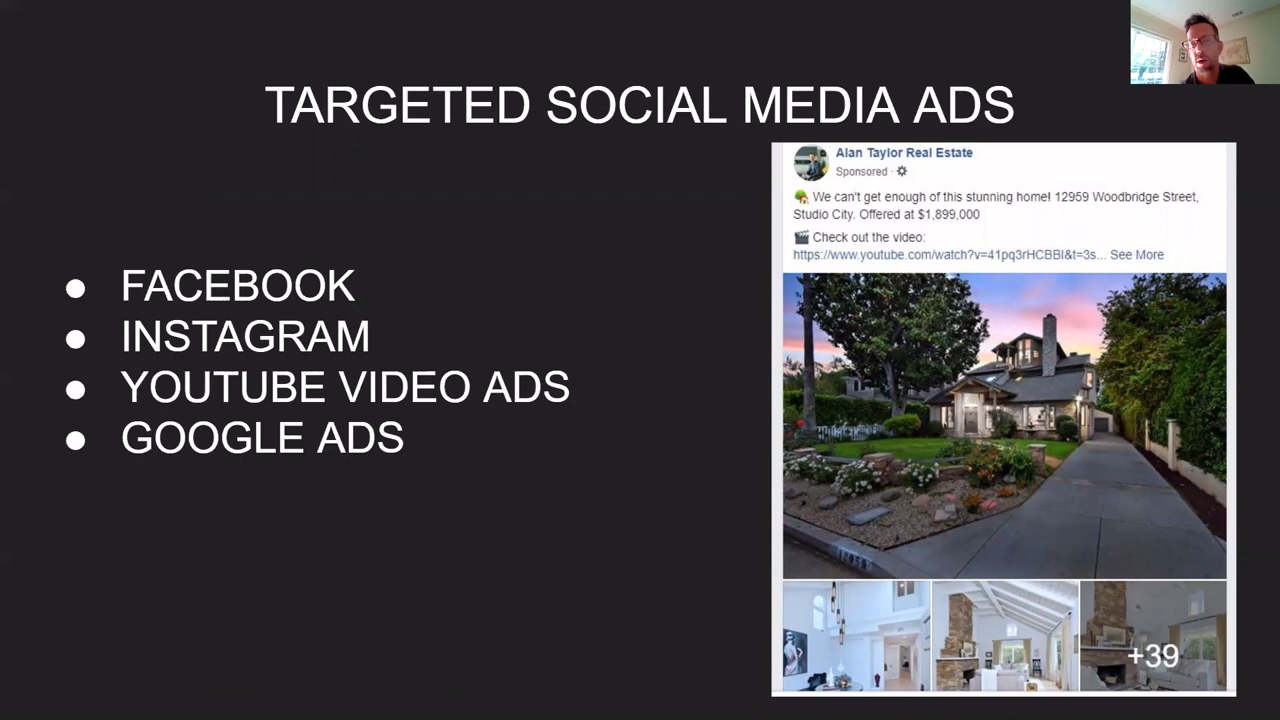 TARGETED SOCIAL MEDIA ADS
● FACEBOOK
● INSTAGRAM
● YOUTUBE VIDEO ADS
● GOOGLE ADS
Alan Taylor Real Estate
Sponsored ·
We can't get enough of this stunning home! 12959 Woodbridge Street,
Studio City. Offered at $1,899,000
Check out the video:
https://www.youtube.com/watch?v=41pq3rHCBBI&t=3s... See More
12959
+39